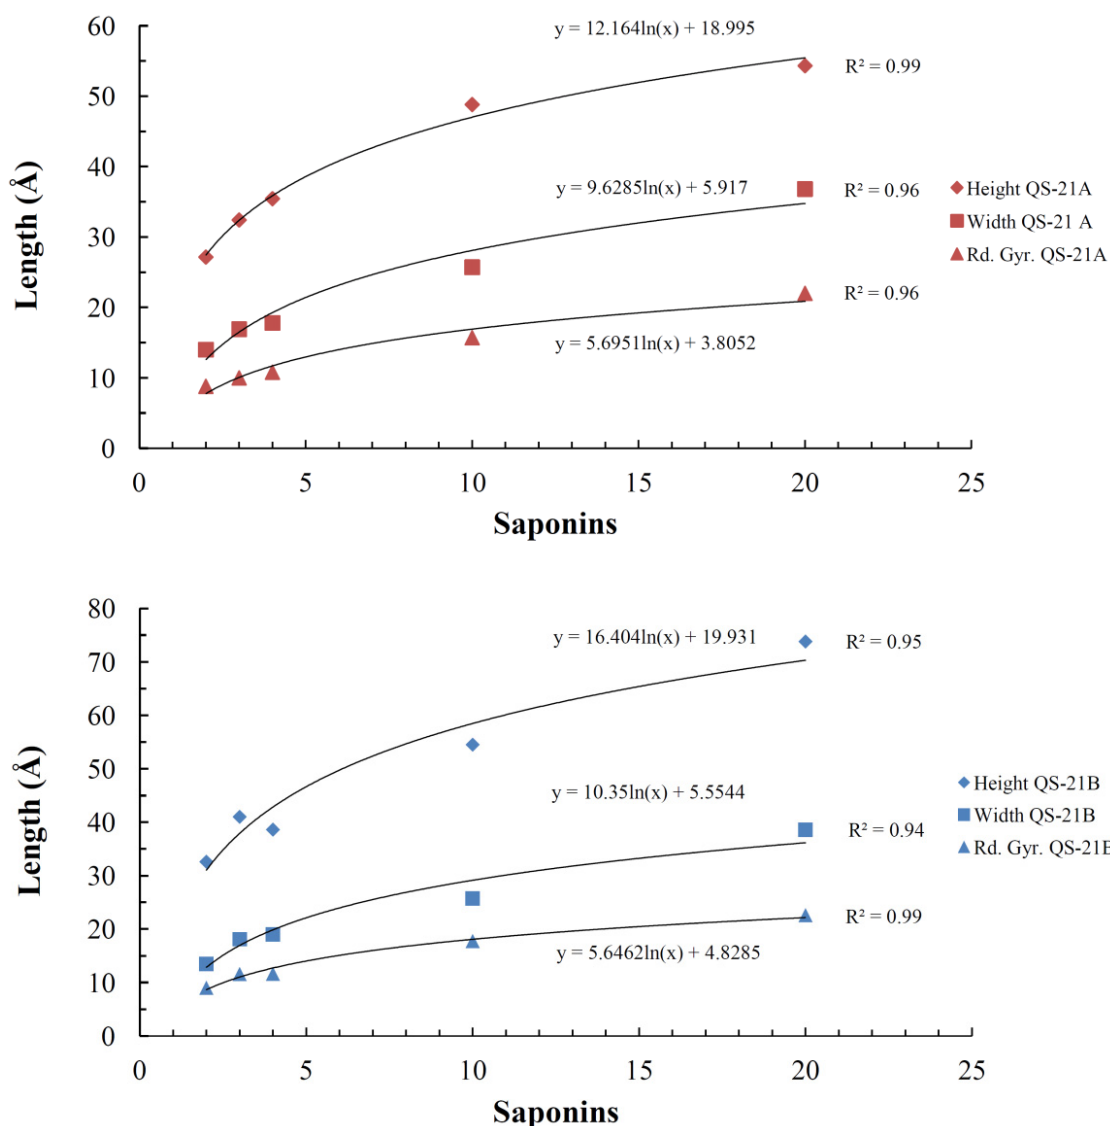 60
50
40
30
20
10
0
Length (Å)
y = 12.164ln(x) + 18.995
R² = 0.99
y = 9.6285ln(x) + 5.917
R² = 0.96
R² = 0.96
y = 5.6951ln(x) + 3.8052
Height QS-21A
Width QS-21 A
Rd. Gyr. QS-21A
0 5 10 15 20 25
Saponins
80
70
60
50
40
30
20
10
0
Length (Å)
y = 16.404ln(x) + 19.931
R² = 0.95
y = 10.35ln(x) + 5.5544
R² = 0.94
R² = 0.99
y = 5.6462ln(x) + 4.8285
Height QS-21B
Width QS-21B
Rd. Gyr. QS-21B
0 5 10 15 20 25
Saponins